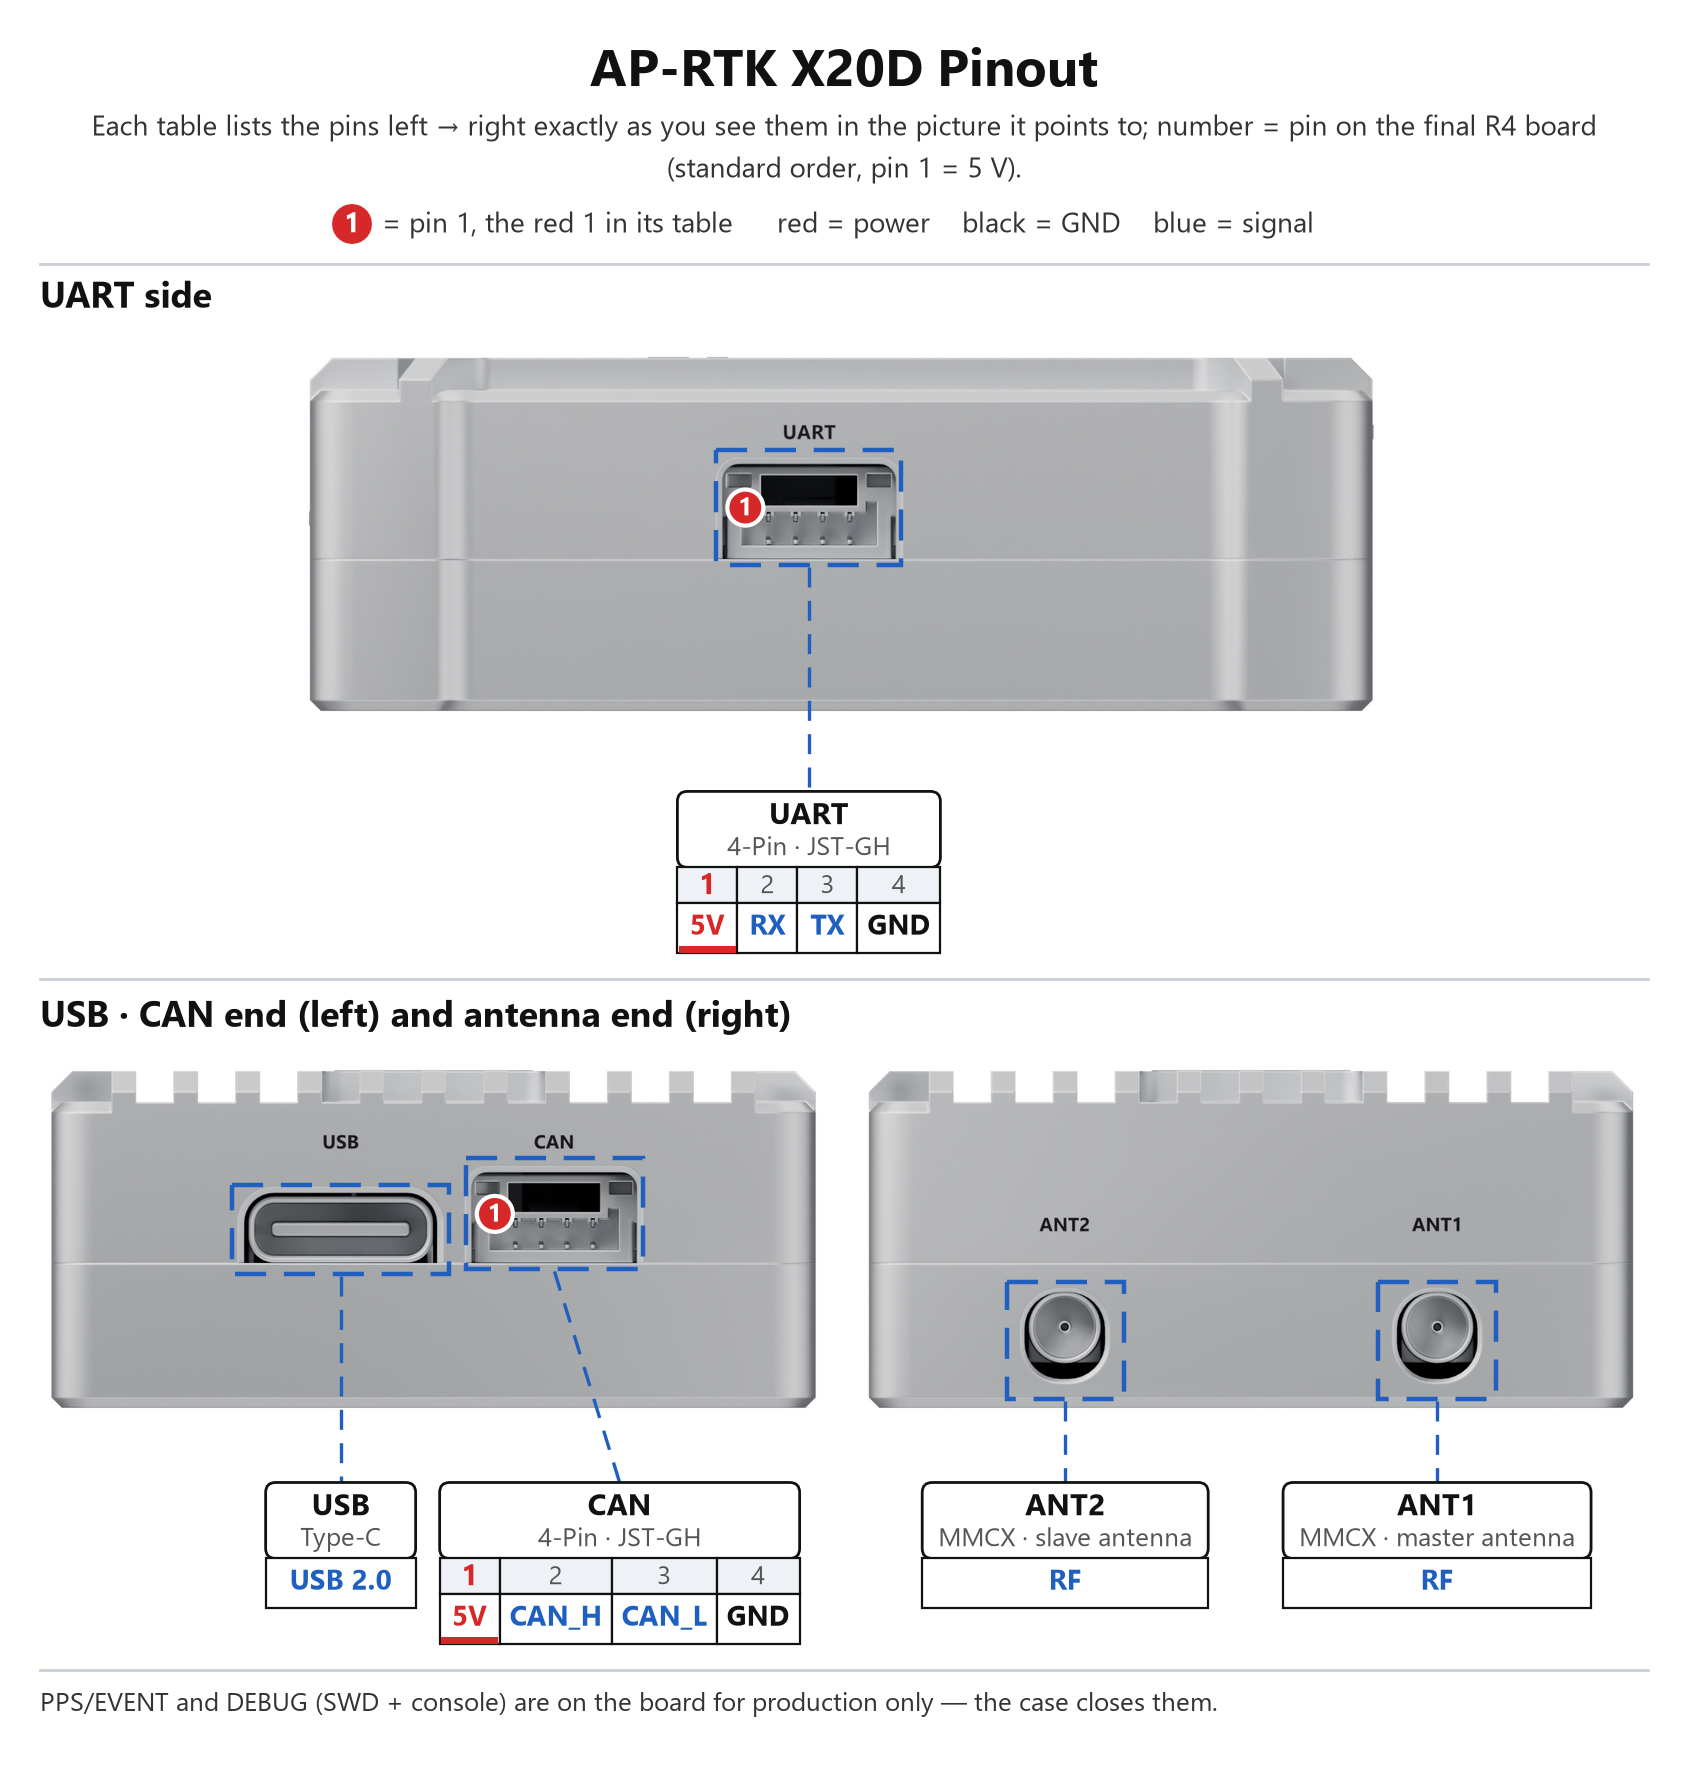 AP-RTK X20D Pinout
Each table lists the pins left → right exactly as you see them in the picture it points to; number = pin on the final R4 board
(standard order, pin 1 = 5 V).
1 = pin 1, the red 1 in its table red = power black = GND blue = signal
UART side
UART
1
UART
4-Pin · JST-GH
1 2 3 4
5V RX TX GND
USB · CAN end (left) and antenna end (right)
USB CAN
1
ANT2 ANT1
USB
Type-C
USB 2.0
CAN
4-Pin · JST-GH
1 2 3 4
5V CAN_H CAN_L GND
ANT2
MMCX · slave antenna
RF
ANT1
MMCX · master antenna
RF
PPS/EVENT and DEBUG (SWD + console) are on the board for production only — the case closes them.